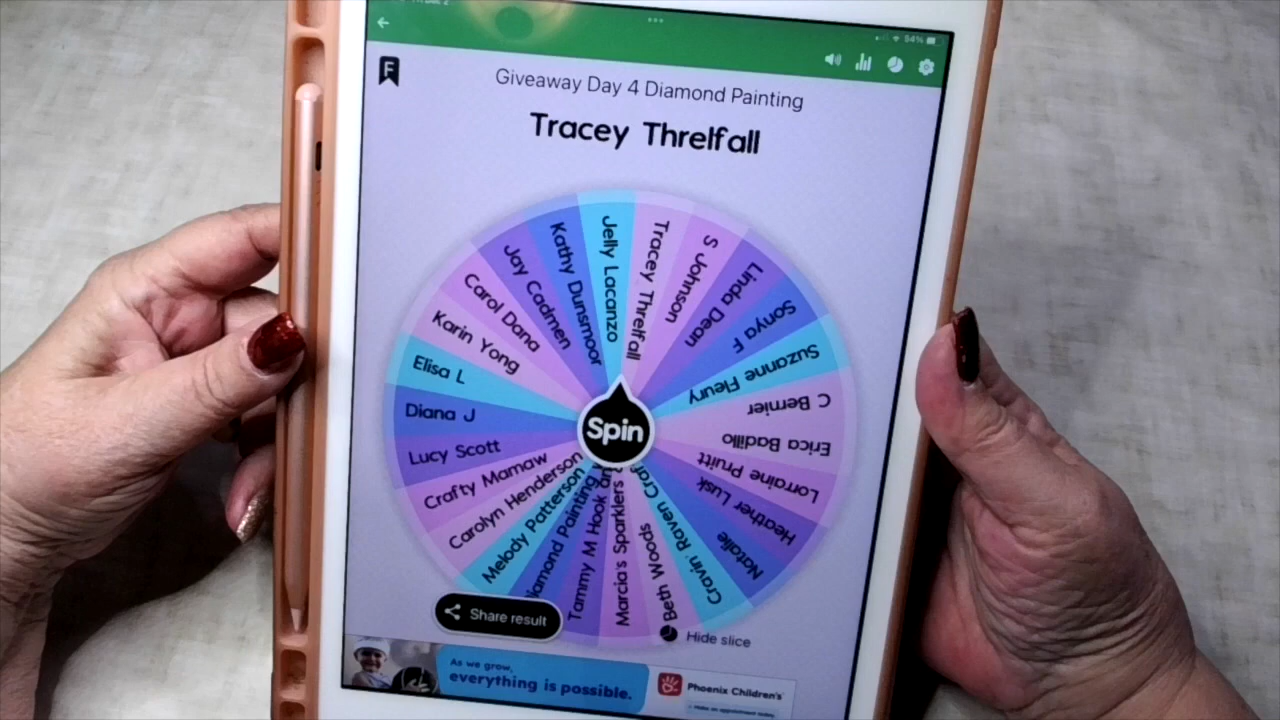 94%
F
Giveaway Day 4 Diamond Painting
Tracey Threlfall
Tracey Threlfall
S Johnson
Linda Dean
Sonya F
Suzanne Fleury
C Bernier
Erica Badillo
Lorraine Pruitt
Heather Lusk
Natalie
Cravin' Raven
Beth Woods
Marcia's Sparklers
Tammy M Hook
Painting
Melody Patterson
Carolyn Henderson
Crafty Mamaw
Lucy Scott
Diana J
Elisa L
Karin Yong
Carol Dana
Jay Cadmen
Kathy Dunsmoor
Jelly Lacanzo
Spin
Share result
Hide slice
As we grow,
everything is possible.
Phoenix Children's